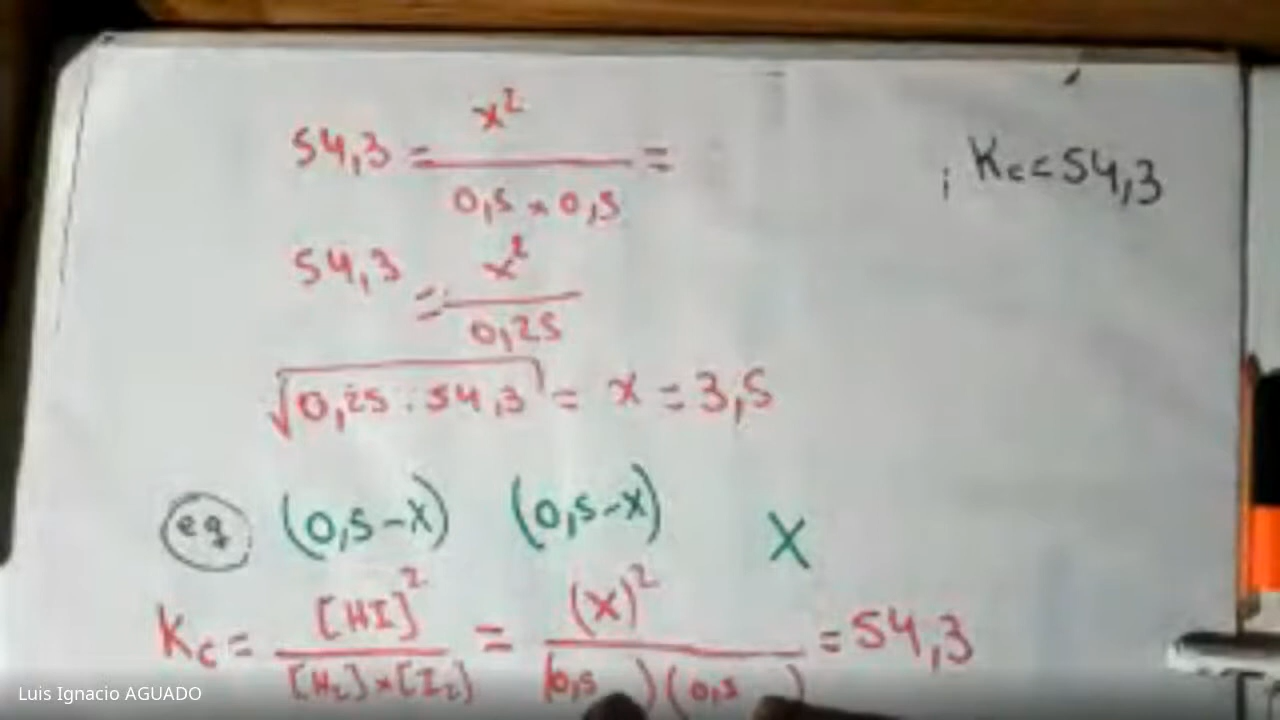 54,3 = x² / 0,5 × 0,5 =
; Kc = 54,3
54,3 = x² / 0,25
√0,25 . 54,3 = x = 3,5
eq (0,5-x) (0,5-x) X
Kc = [HI]² / [H₂]×[I₂] = (x)² / (0,5 )(0,5 ) = 54,3
Luis Ignacio AGUADO